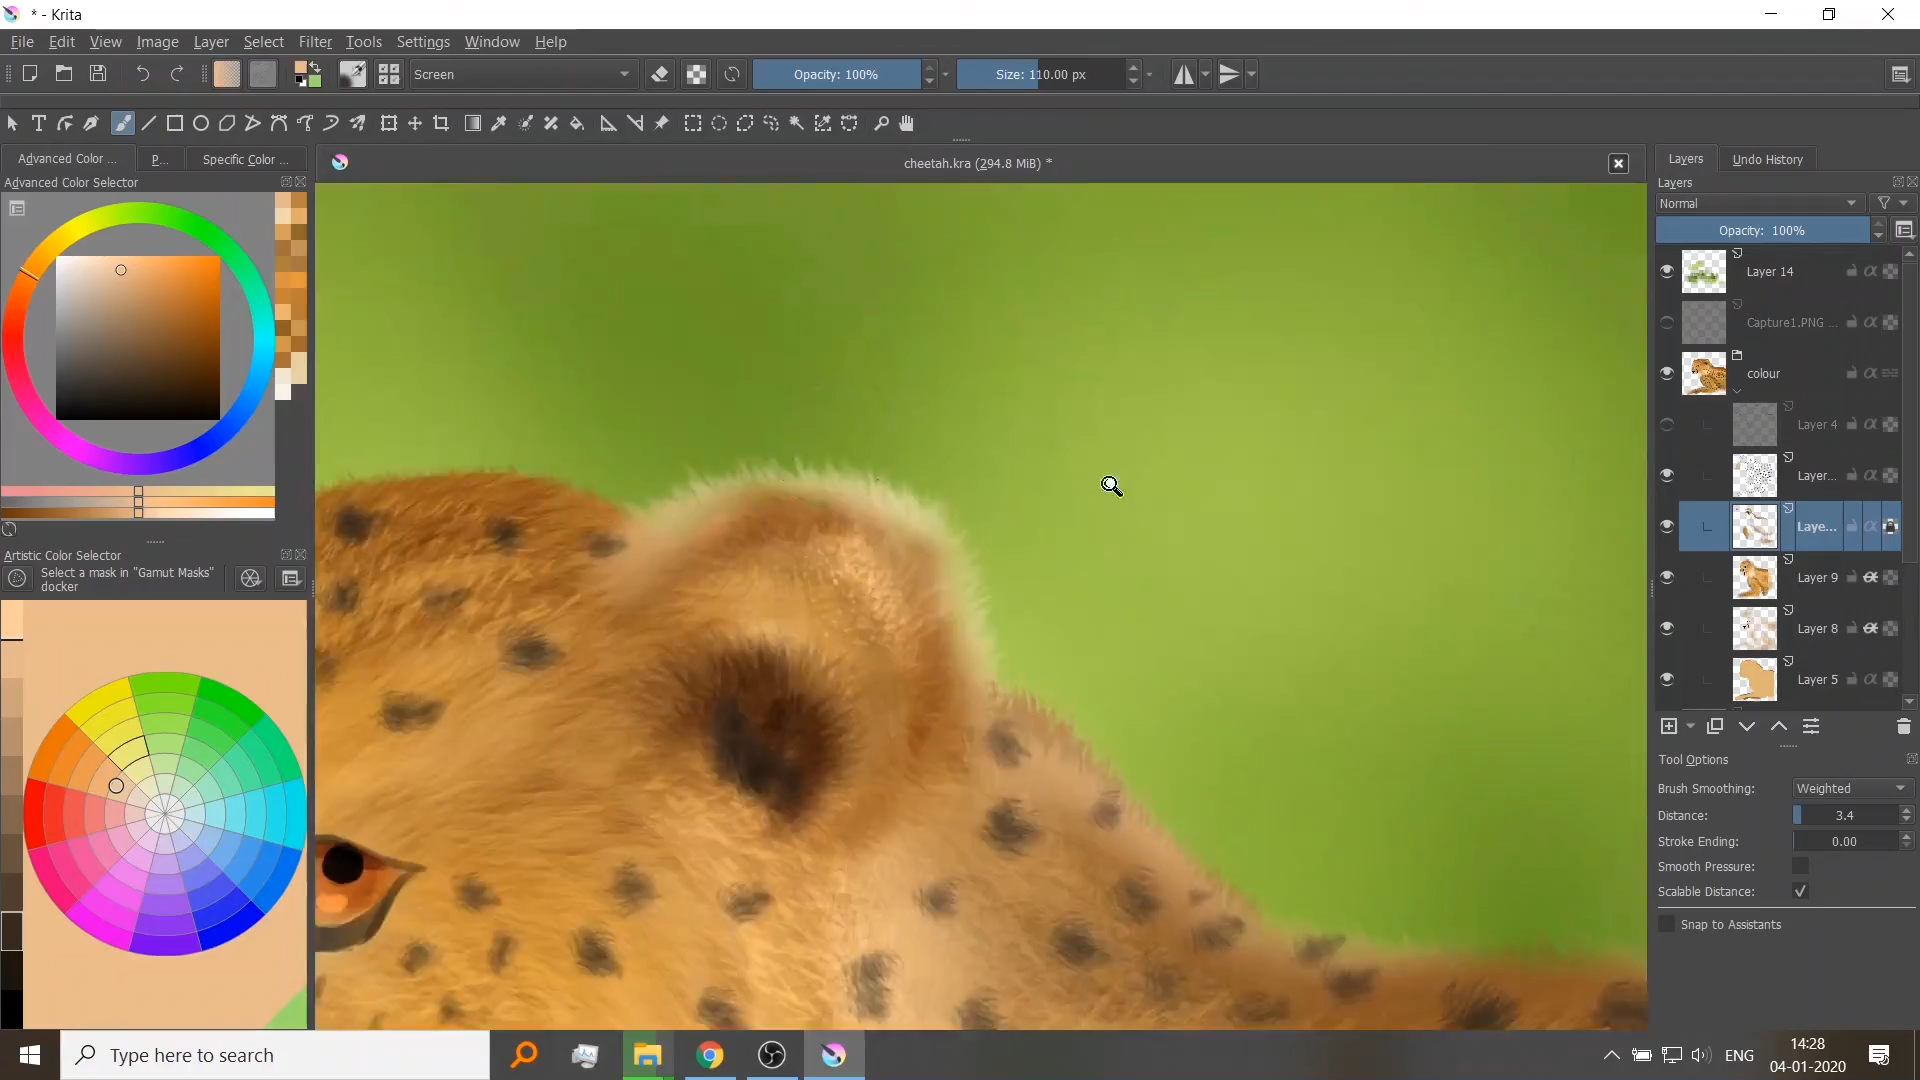 * - Krita
File Edit View Image Layer Select Filter Tools Settings Window Help
Screen Opacity: 100% Size: 110.00 px
Advanced Color ... P... Specific Color ...
cheetah.kra (294.8 MiB) *
Layers Undo History
Advanced Color Selector
Layers
Normal
Opacity: 100%
Layer 14
Capture1.PNG ...
colour
Layer 4
Layer...
Laye...
Layer 9
Layer 8
Layer 5
Artistic Color Selector
Select a mask in "Gamut Masks"
docker
Tool Options
Brush Smoothing: Weighted
Distance: 3.4
Stroke Ending: 0.00
Smooth Pressure:
Scalable Distance:
Snap to Assistants
Type here to search
ENG
14:28
04-01-2020